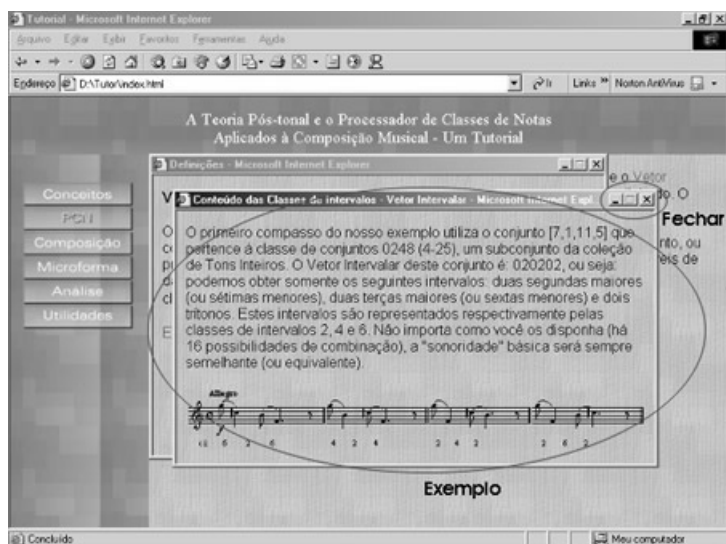 Tutorial - Microsoft Internet Explorer
Arquivo Editar Exibir Favoritos Ferramentas Ajuda
Endereço D:\Tutor\index.html Ir Links » Norton AntiVirus
A Teoria Pós-tonal e o Processador de Classes de Notas
Aplicados à Composição Musical - Um Tutorial
Conceitos
PCN
Composição
Microforma
Análise
Utilidades
Definições - Microsoft Internet Explorer
e o Vetor
do. O
nto, ou
eis de
Conteúdo das Classes de intervalos - Vetor Intervalar - Microsoft Internet Expl
Fechar
O primeiro compasso do nosso exemplo utiliza o conjunto [7,1,11,5] que
pertence à classe de conjuntos 0248 (4-25), um subconjunto da coleção
de Tons Inteiros. O Vetor Intervalar deste conjunto é: 020202, ou seja:
podemos obter somente os seguintes intervalos: duas segundas maiores
(ou sétimas menores), duas terças maiores (ou sextas menores) e dois
trítonos. Estes intervalos são representados respectivamente pelas
classes de intervalos 2, 4 e 6. Não importa como você os disponha (há
16 possibilidades de combinação), a "sonoridade" básica será sempre
semelhante (ou equivalente).
Allegro
f
6 2 6 4 2 4 2 4 2 2 6 2
Exemplo
Concluído Meu computador